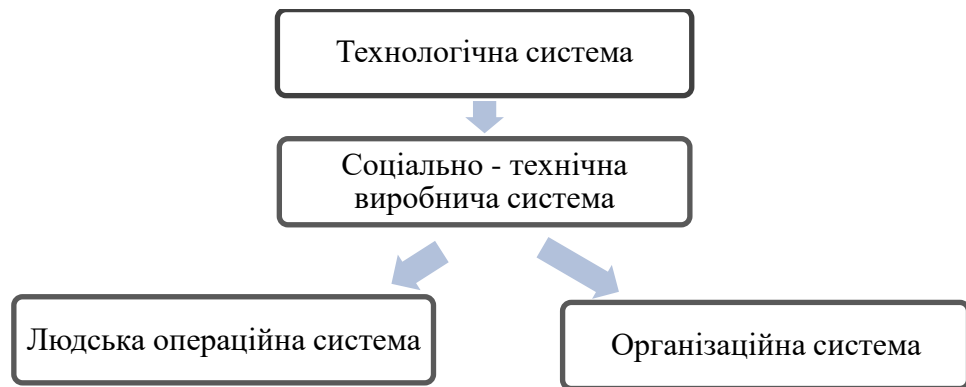 Технологічна система
Соціально - технічна
виробнича система
Людська операційна система
Організаційна система